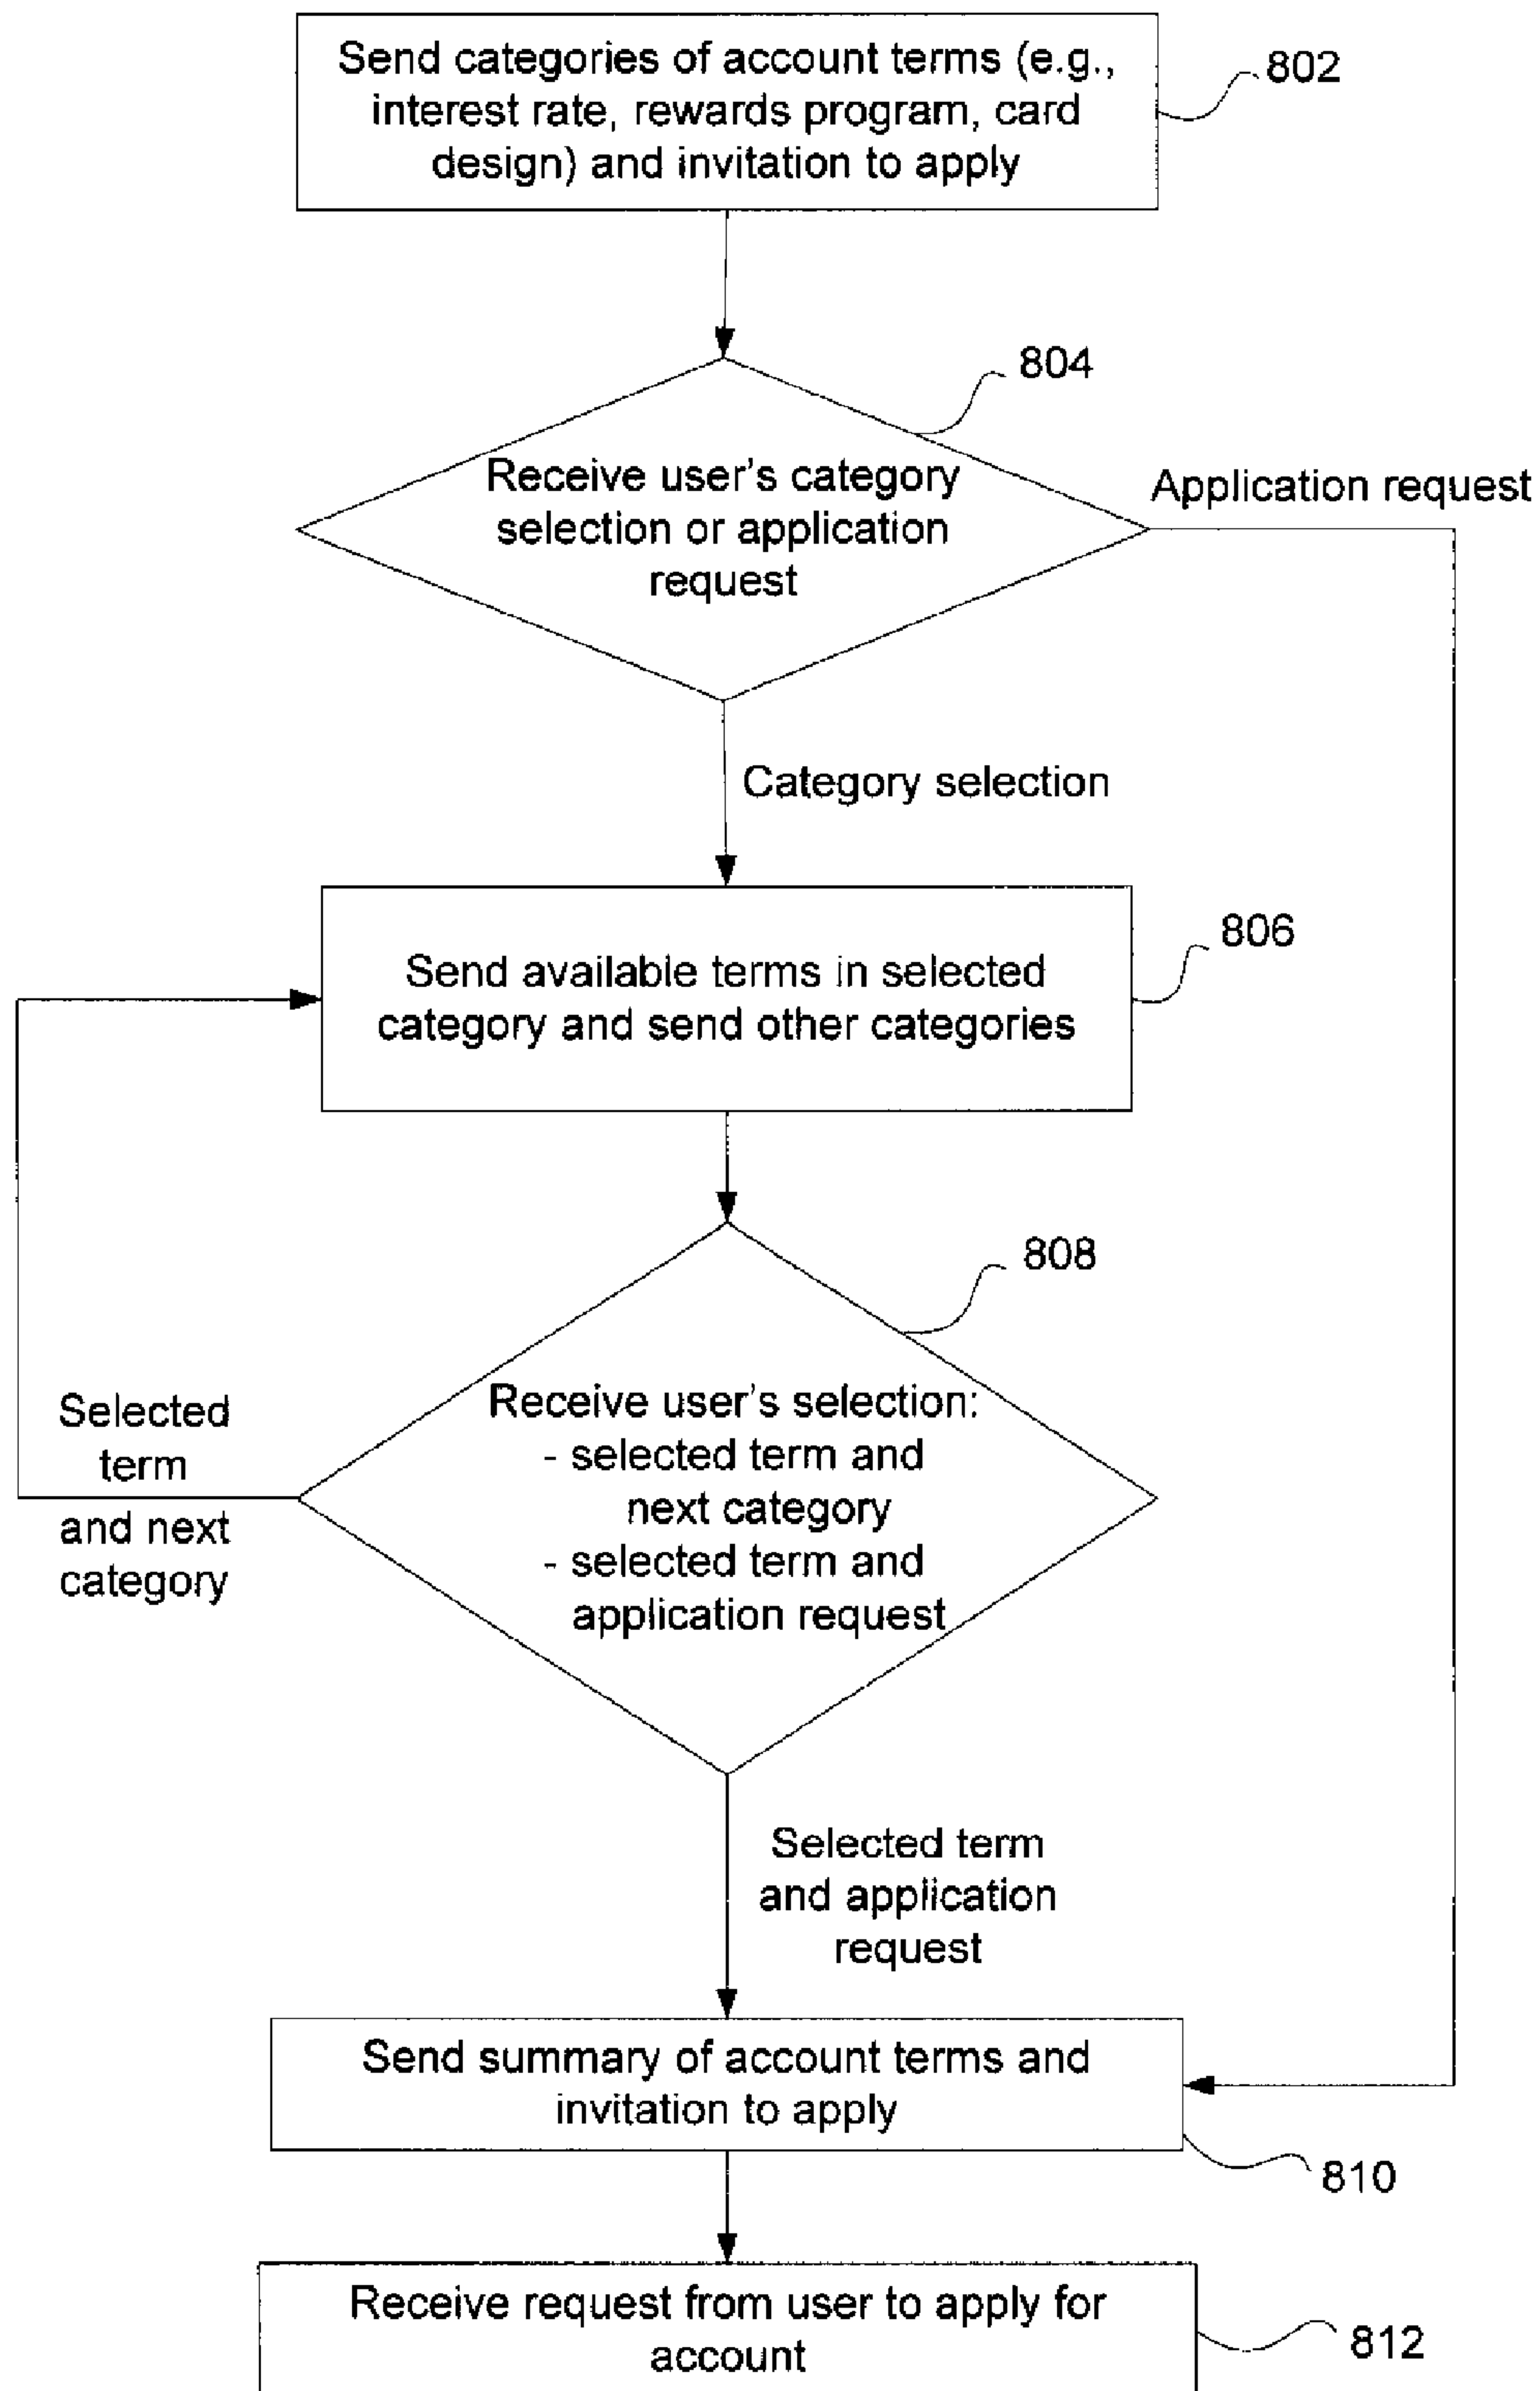 Send categories of account terms (e.g.,
interest rate, rewards program, card
design) and invitation to apply
802
804
Receive user's category
selection or application
request
Application request
Category selection
806
Send available terms in selected
category and send other categories
808
Receive user's selection:
- selected term and
next category
- selected term and
application request
Selected
term
and next
category
Selected term
and application
request
Send summary of account terms and
invitation to apply
810
Receive request from user to apply for
account
812